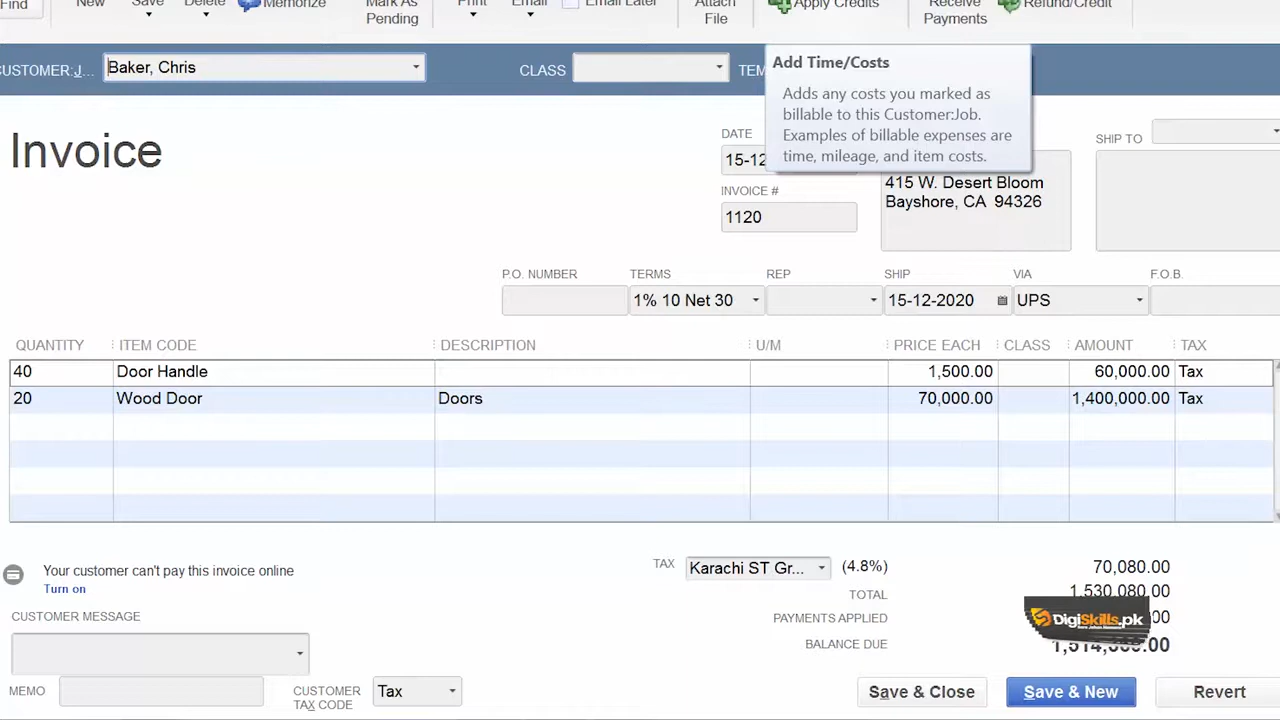 Find
New
Save
Delete
Memorize
Mark As
Pending
Print
Email
Email Later
Attach
File
Apply Credits
Receive
Payments
Refund/Credit
CUSTOMER:J...
Baker, Chris
CLASS
TEM
Add Time/Costs
Adds any costs you marked as
billable to this Customer:Job.
Examples of billable expenses are
time, mileage, and item costs.
Invoice
DATE
15-12
INVOICE #
1120
415 W. Desert Bloom
Bayshore, CA 94326
SHIP TO
P.O. NUMBER
TERMS
REP
SHIP
VIA
F.O.B.
1% 10 Net 30
15-12-2020
UPS
QUANTITY ITEM CODE DESCRIPTION U/M PRICE EACH CLASS AMOUNT TAX
40 Door Handle 1,500.00 60,000.00 Tax
20 Wood Door Doors 70,000.00 1,400,000.00 Tax
Your customer can't pay this invoice online
Turn on
TAX Karachi ST Gr... (4.8%) 70,080.00
TOTAL 1,530,080.00
PAYMENTS APPLIED
BALANCE DUE
DigiSkills.pk
CUSTOMER MESSAGE
MEMO
CUSTOMER
TAX CODE
Tax
Save & Close
Save & New
Revert